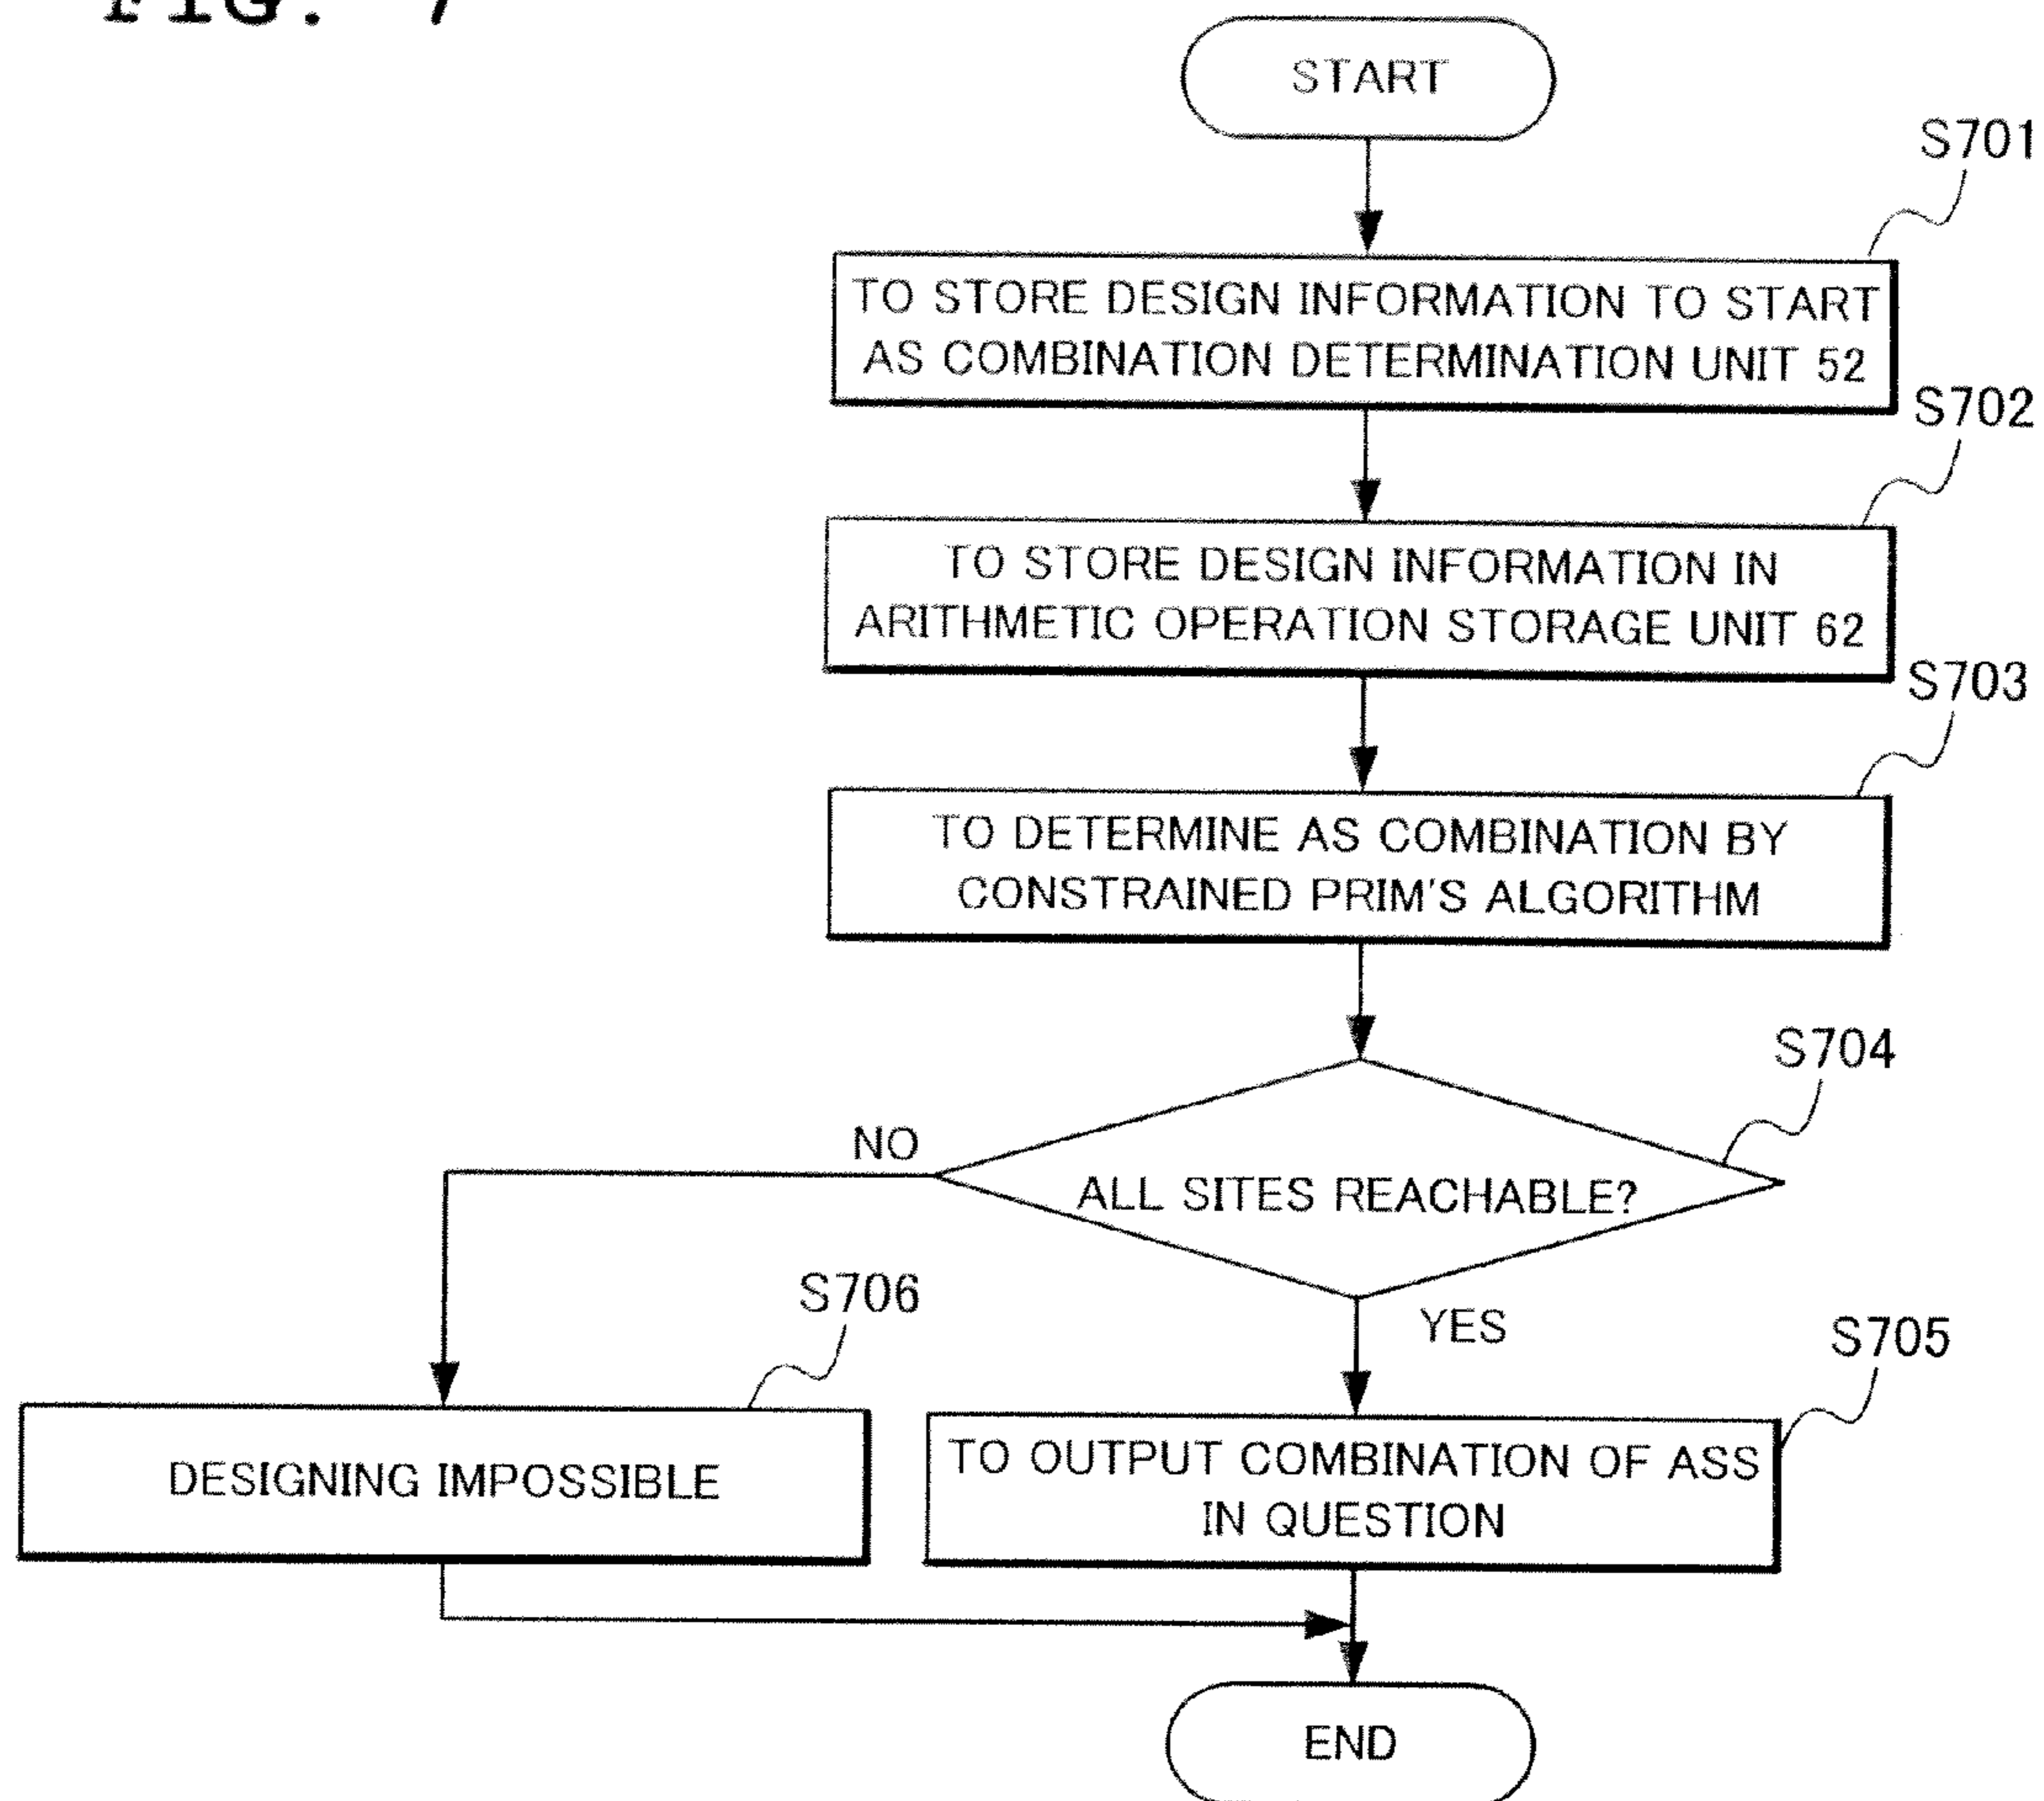 FIG. 7
START
S701
TO STORE DESIGN INFORMATION TO START
AS COMBINATION DETERMINATION UNIT 52
S702
TO STORE DESIGN INFORMATION IN
ARITHMETIC OPERATION STORAGE UNIT 62
S703
TO DETERMINE AS COMBINATION BY
CONSTRAINED PRIM'S ALGORITHM
S704
NO
ALL SITES REACHABLE?
S706
YES
S705
DESIGNING IMPOSSIBLE
TO OUTPUT COMBINATION OF ASS
IN QUESTION
END